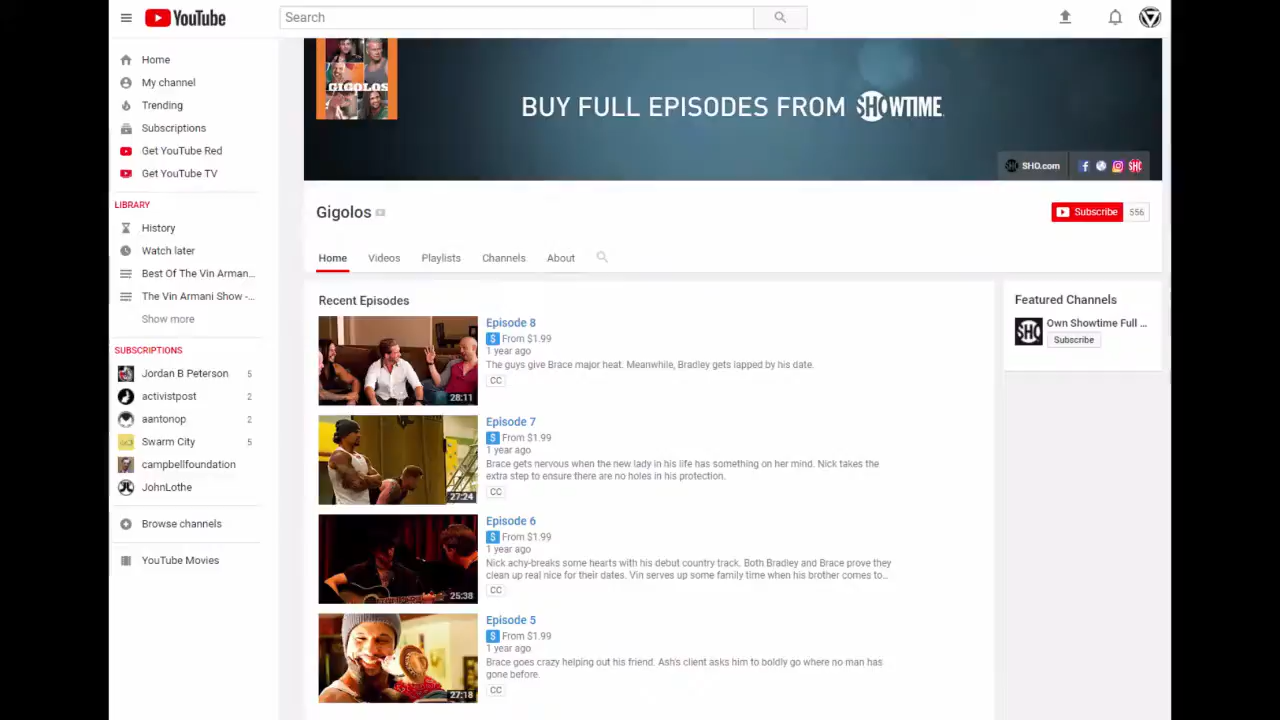 YouTube
Search
Home
My channel
Trending
Subscriptions
Get YouTube Red
Get YouTube TV
LIBRARY
History
Watch later
Best Of The Vin Arman...
The Vin Armani Show -...
Show more
SUBSCRIPTIONS
Jordan B Peterson 5
activistpost 2
aantonop 2
Swarm City 5
campbellfoundation
JohnLothe
Browse channels
YouTube Movies
GIGOLOS
BUY FULL EPISODES FROM SHOWTIME
SHO SHO.com
SHO
Gigolos
Subscribe 556
Home Videos Playlists Channels About
Recent Episodes
Episode 8
$ From $1.99
1 year ago
The guys give Brace major heat. Meanwhile, Bradley gets lapped by his date.
CC
28:11
Episode 7
$ From $1.99
1 year ago
Brace gets nervous when the new lady in his life has something on her mind. Nick takes the
extra step to ensure there are no holes in his protection.
CC
27:24
Episode 6
$ From $1.99
1 year ago
Nick achy-breaks some hearts with his debut country track. Both Bradley and Brace prove they
clean up real nice for their dates. Vin serves up some family time when his brother comes to...
CC
25:38
Episode 5
$ From $1.99
1 year ago
Brace goes crazy helping out his friend. Ash's client asks him to boldly go where no man has
gone before.
CC
27:18
Featured Channels
SHO
Own Showtime Full ...
Subscribe